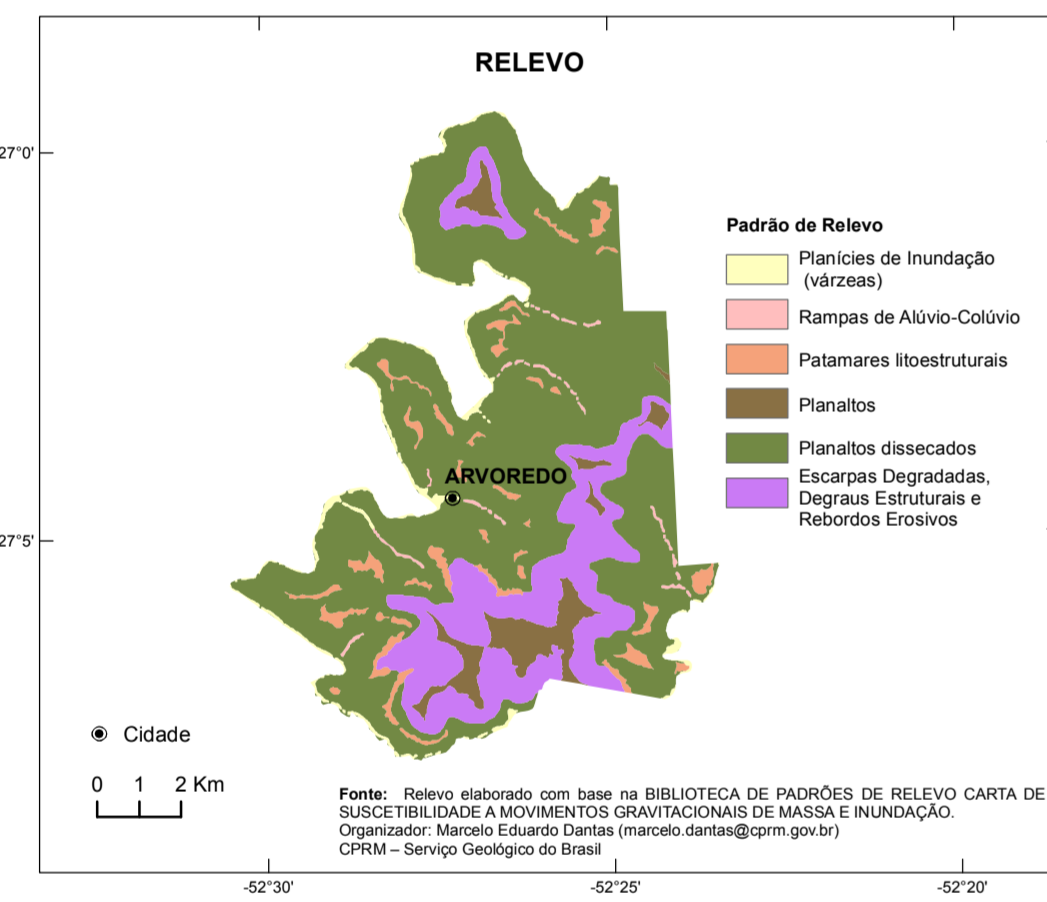 RELEVO
27°0'
Padrão de Relevo
Planícies de Inundação
(várzeas)
Rampas de Alúvio-Colúvio
Patamares litoestruturais
Planaltos
Planaltos dissecados
Escarpas Degradadas,
Degraus Estruturais e
Rebordos Erosivos
ARVOREDO
27°5'
Cidade
0 1 2 Km
Fonte: Relevo elaborado com base na BIBLIOTECA DE PADRÕES DE RELEVO CARTA DE
SUSCETIBILIDADE A MOVIMENTOS GRAVITACIONAIS DE MASSA E INUNDAÇÃO.
Organizador: Marcelo Eduardo Dantas (marcelo.dantas@cprm.gov.br)
CPRM – Serviço Geológico do Brasil
-52°30' -52°25' -52°20'